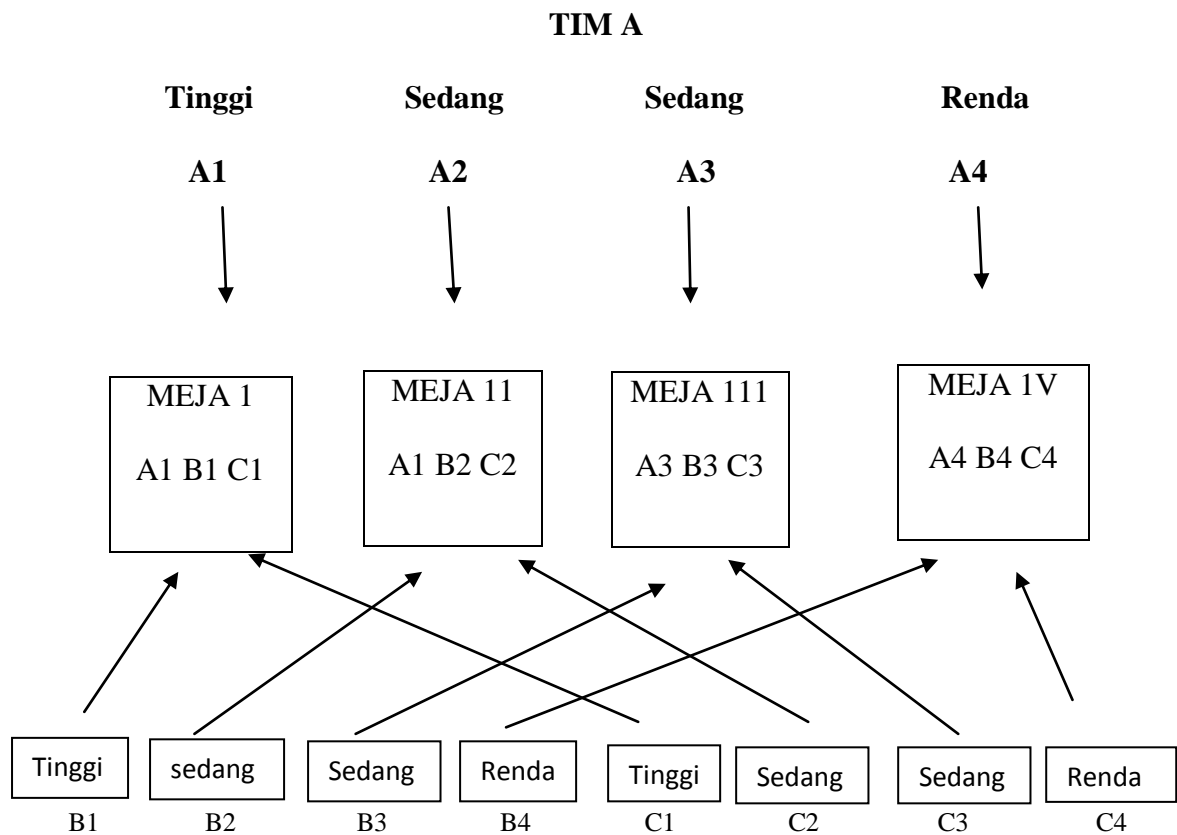 TIM A
Tinggi Sedang Sedang Renda
A1 A2 A3 A4
MEJA 1 MEJA 11 MEJA 111 MEJA 1V
A1 B1 C1 A1 B2 C2 A3 B3 C3 A4 B4 C4
Tinggi sedang Sedang Renda Tinggi Sedang Sedang Renda
B1 B2 B3 B4 C1 C2 C3 C4